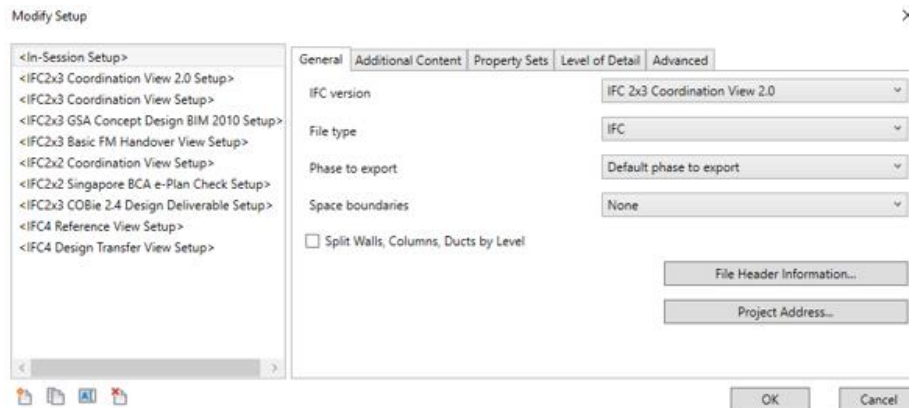 Modify Setup
<In-Session Setup>
<IFC2x3 Coordination View 2.0 Setup>
<IFC2x3 Coordination View Setup>
<IFC2x3 GSA Concept Design BIM 2010 Setup>
<IFC2x3 Basic FM Handover View Setup>
<IFC2x2 Coordination View Setup>
<IFC2x2 Singapore BCA e-Plan Check Setup>
<IFC2x3 COBie 2.4 Design Deliverable Setup>
<IFC4 Reference View Setup>
<IFC4 Design Transfer View Setup>
General Additional Content Property Sets Level of Detail Advanced
IFC version IFC 2x3 Coordination View 2.0
File type IFC
Phase to export Default phase to export
Space boundaries None
Split Walls, Columns, Ducts by Level
File Header Information...
Project Address...
OK Cancel